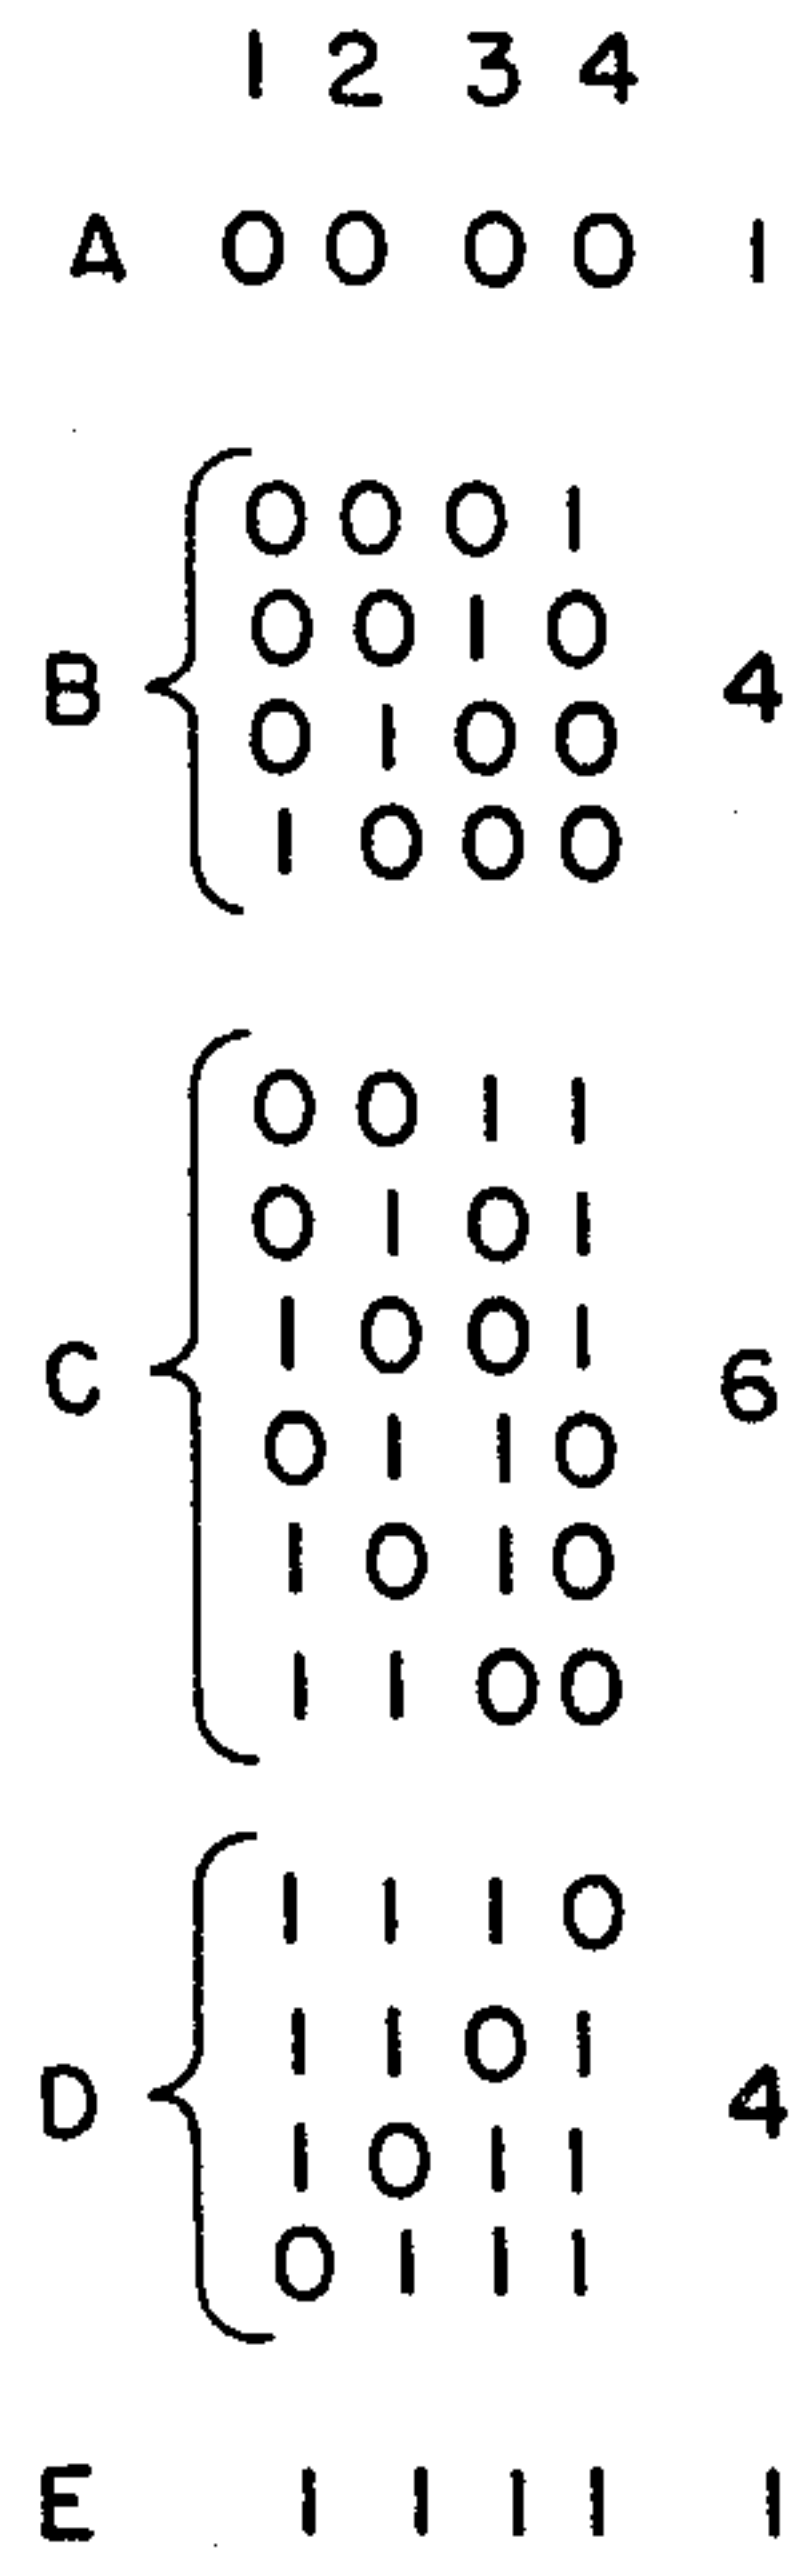 1 2 3 4
A 0 0 0 0 1
0 0 0 1
0 0 1 0
B 4
0 1 0 0
1 0 0 0
0 0 1 1
0 1 0 1
1 0 0 1
C 6
0 1 1 0
1 0 1 0
1 1 0 0
1 1 1 0
1 1 0 1
D 4
1 0 1 1
0 1 1 1
E 1 1 1 1 1